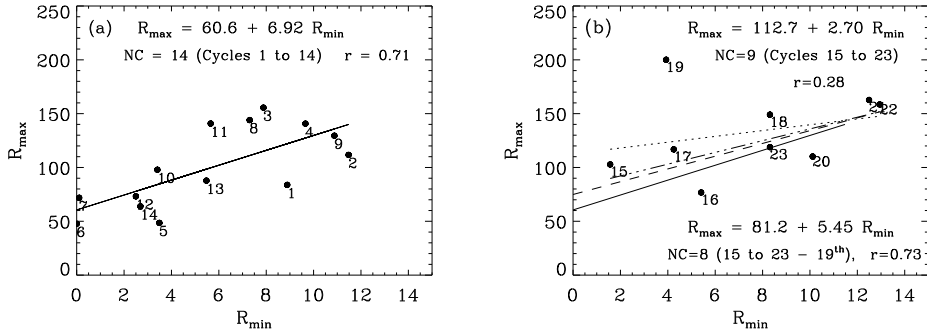 (a) R_max = 60.6 + 6.92 R_min
NC = 14 (Cycles 1 to 14) r = 0.71
250
200
150
100
50
0
R_max
0 2 4 6 8 10 12 14
R_min
1
2
3
4
5
6
7
8
9
10
11
12
13
14
(b) R_max = 112.7 + 2.70 R_min
NC=9 (Cycles 15 to 23)
r=0.28
R_max = 81.2 + 5.45 R_min
NC=8 (15 to 23 − 19th), r=0.73
250
200
150
100
50
0
R_max
0 2 4 6 8 10 12 14
R_min
15
16
17
18
19
20
22
23